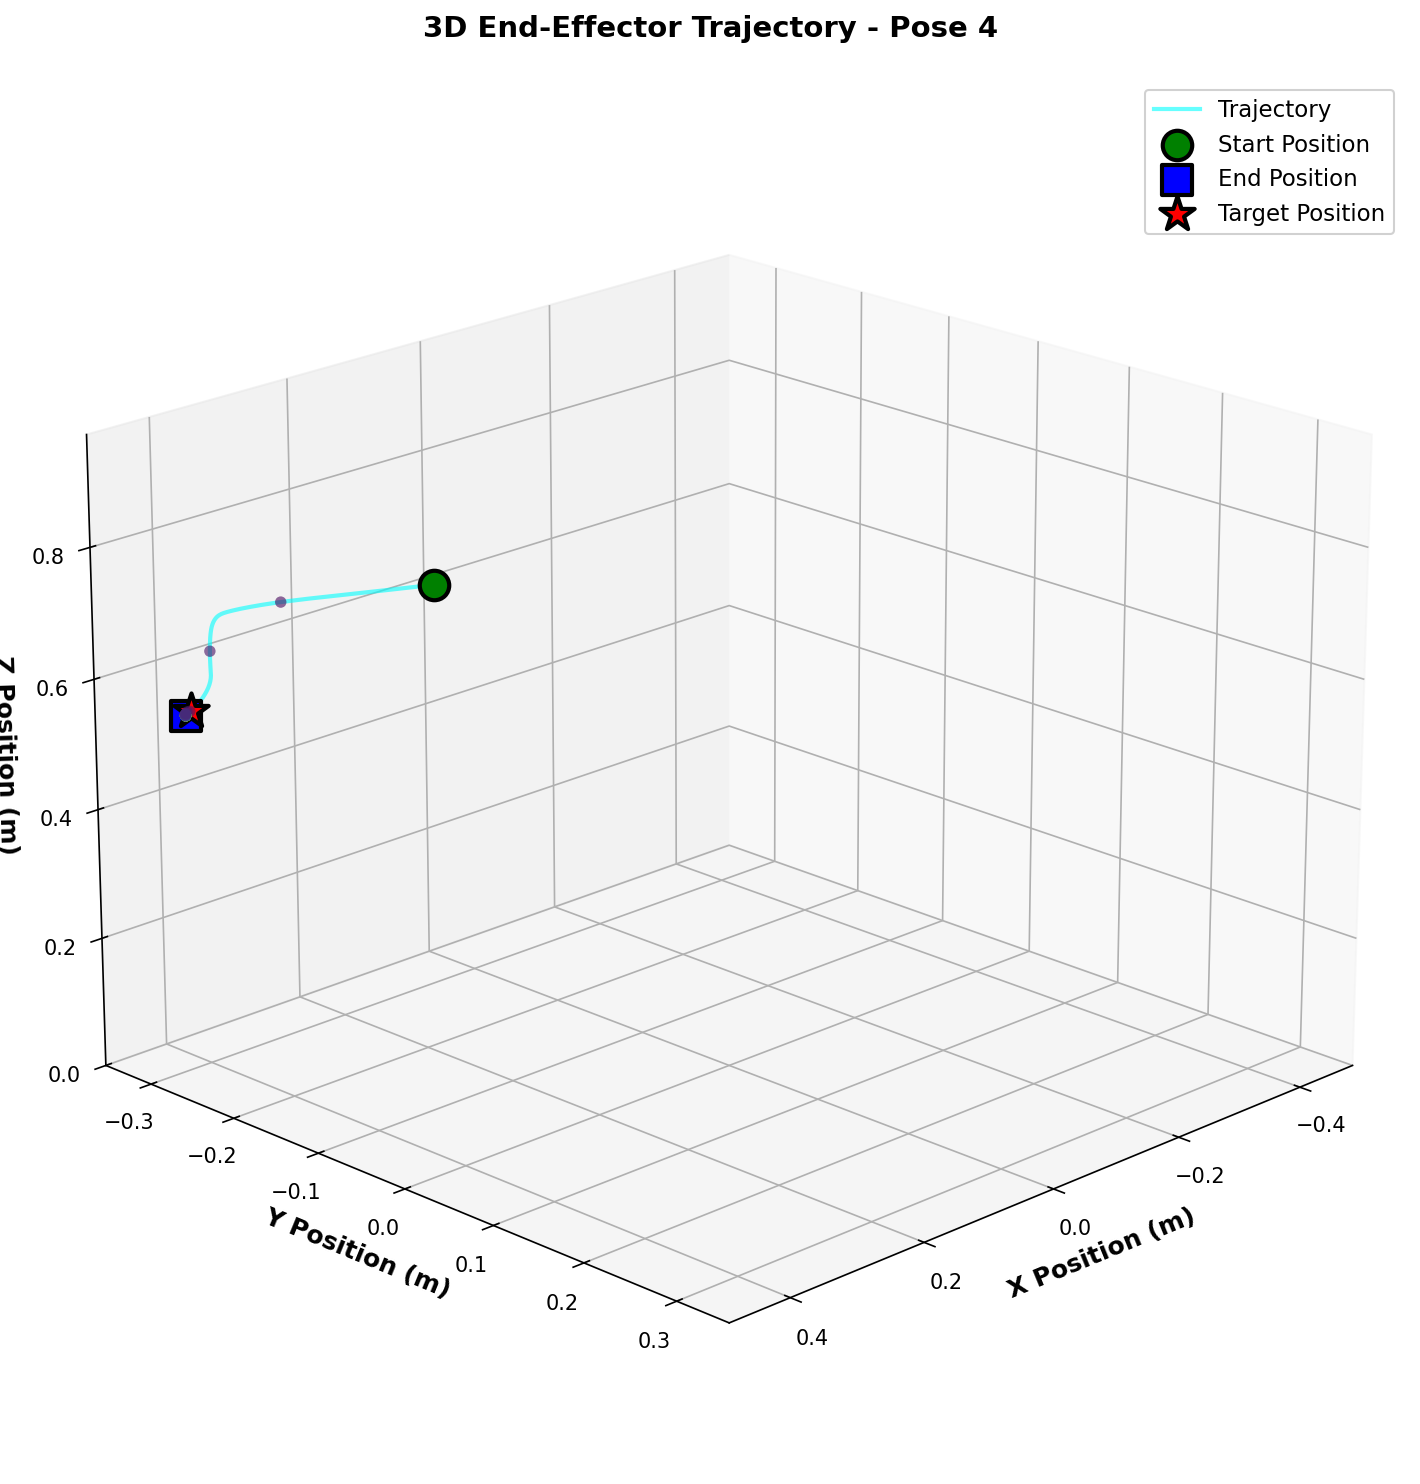 3D End-Effector Trajectory - Pose 4
Trajectory
Start Position
End Position
Target Position
0.8
0.6
0.4
0.2
0.0
Z Position (m)
−0.3
−0.2
−0.1
0.0
0.1
0.2
0.3
Y Position (m)
−0.4
−0.2
0.0
0.2
0.4
X Position (m)